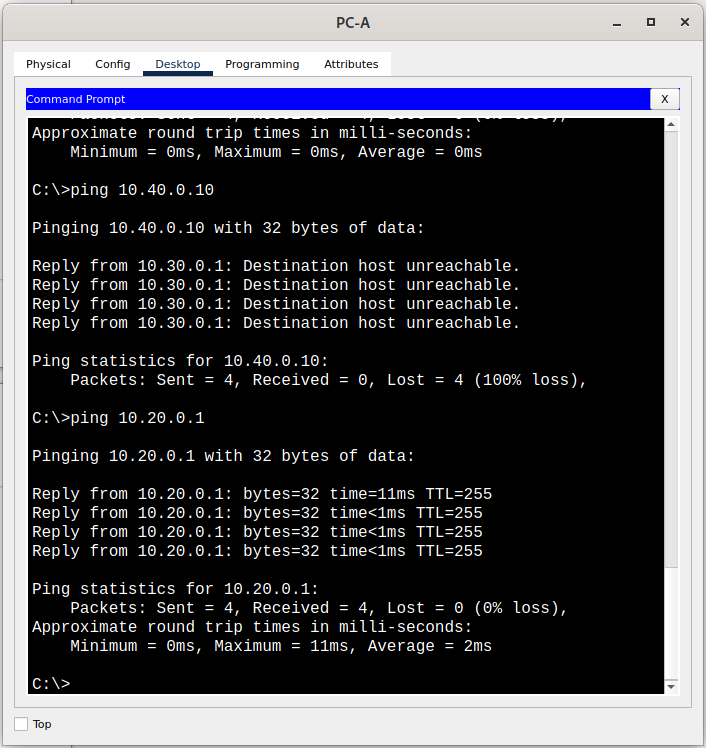 PC-A
Physical Config Desktop Programming Attributes
Command Prompt X
Packets: Sent = 4, Received = 4, Lost = 0 (0% loss),
Approximate round trip times in milli-seconds:
Minimum = 0ms, Maximum = 0ms, Average = 0ms
C:\>ping 10.40.0.10
Pinging 10.40.0.10 with 32 bytes of data:
Reply from 10.30.0.1: Destination host unreachable.
Reply from 10.30.0.1: Destination host unreachable.
Reply from 10.30.0.1: Destination host unreachable.
Reply from 10.30.0.1: Destination host unreachable.
Ping statistics for 10.40.0.10:
Packets: Sent = 4, Received = 0, Lost = 4 (100% loss),
C:\>ping 10.20.0.1
Pinging 10.20.0.1 with 32 bytes of data:
Reply from 10.20.0.1: bytes=32 time=11ms TTL=255
Reply from 10.20.0.1: bytes=32 time<1ms TTL=255
Reply from 10.20.0.1: bytes=32 time<1ms TTL=255
Reply from 10.20.0.1: bytes=32 time<1ms TTL=255
Ping statistics for 10.20.0.1:
Packets: Sent = 4, Received = 4, Lost = 0 (0% loss),
Approximate round trip times in milli-seconds:
Minimum = 0ms, Maximum = 11ms, Average = 2ms
C:\>
Top